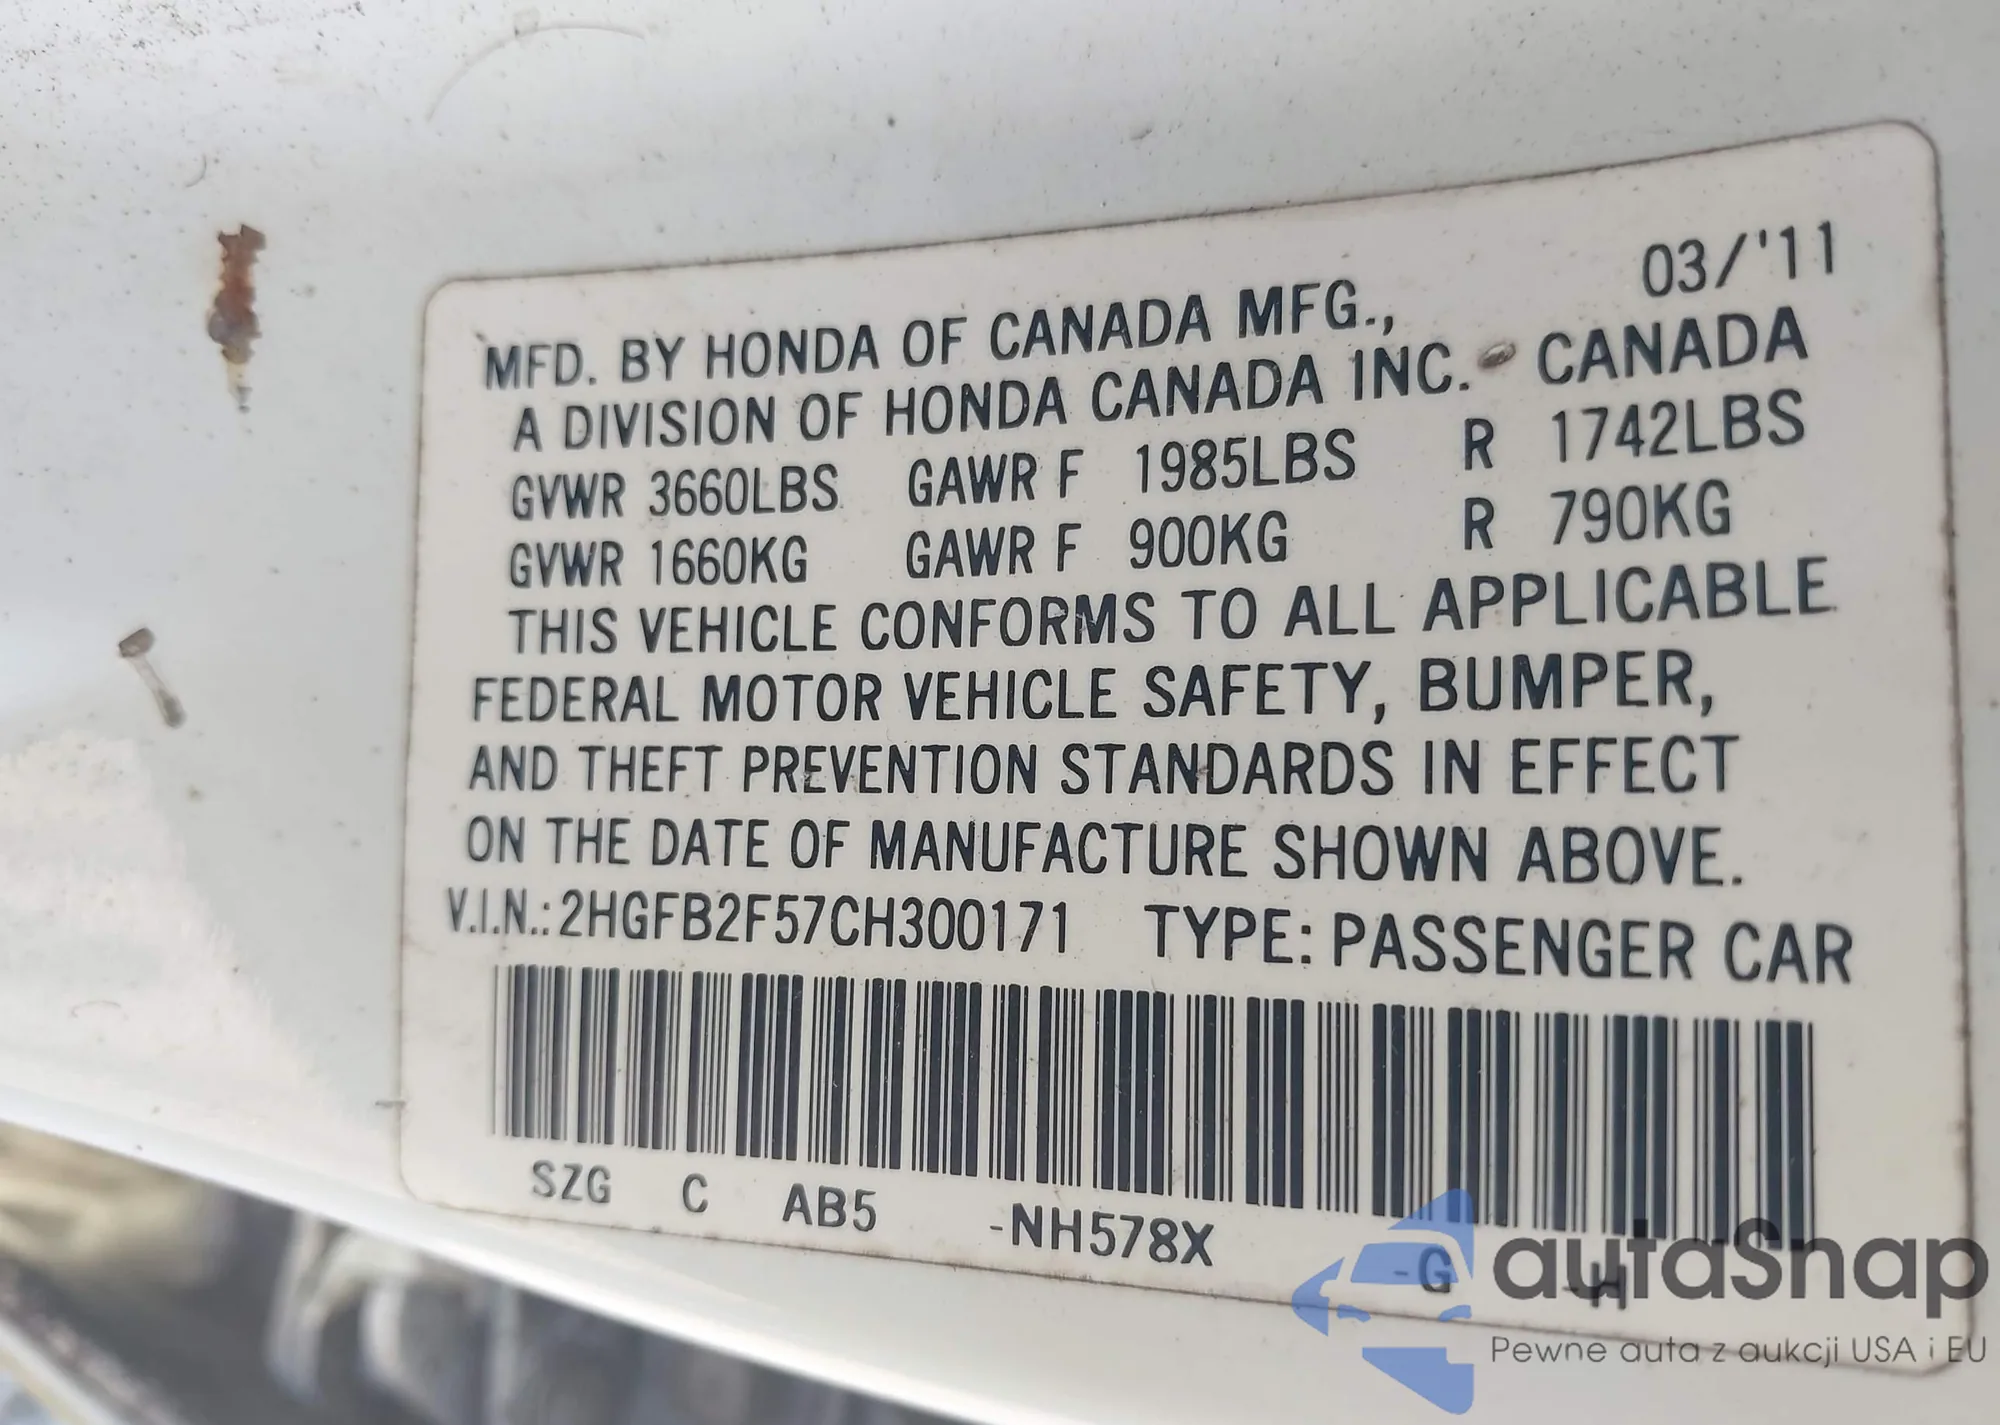 03/'11
MFD. BY HONDA OF CANADA MFG.,
A DIVISION OF HONDA CANADA INC. CANADA
GVWR 3660LBS GAWR F 1985LBS R 1742LBS
GVWR 1660KG GAWR F 900KG R 790KG
THIS VEHICLE CONFORMS TO ALL APPLICABLE
FEDERAL MOTOR VEHICLE SAFETY, BUMPER,
AND THEFT PREVENTION STANDARDS IN EFFECT
ON THE DATE OF MANUFACTURE SHOWN ABOVE.
V.I.N.: 2HGFB2F57CH300171 TYPE: PASSENGER CAR
SZG C AB5 -NH578X -G -H
autaSnap
Pewne auta z aukcji USA i EU